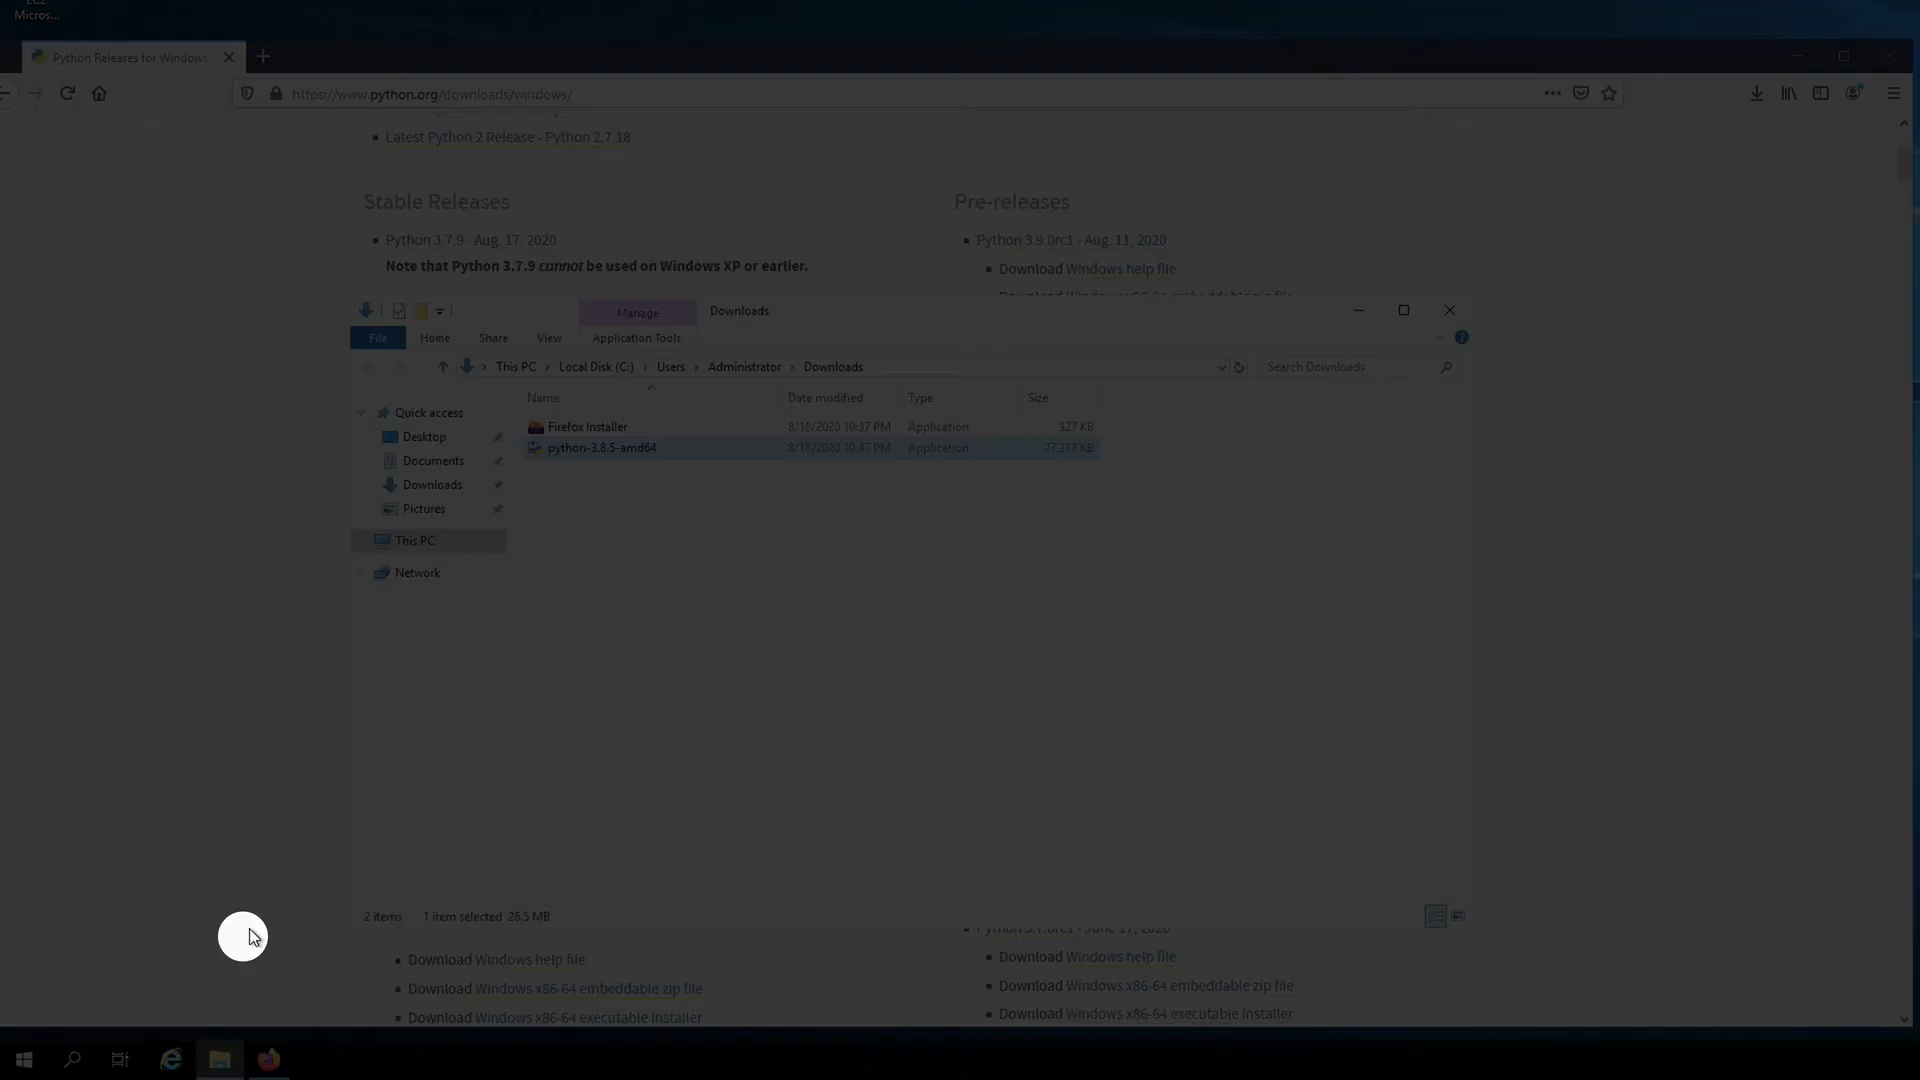 Micros...
Python Releases for Windows
https://www.python.org/downloads/windows/
Latest Python 2 Release - Python 2.7.18
Stable Releases
Pre-releases
Python 3.7.9 - Aug. 17, 2020
Python 3.9.0rc1 - Aug. 11, 2020
Note that Python 3.7.9 cannot be used on Windows XP or earlier.
Download Windows help file
Manage
Downloads
File
Home
Share
View
Application Tools
This PC
Local Disk (C:)
Users
Administrator
Downloads
Search Downloads
Name
Date modified
Type
Size
Quick access
Desktop
Documents
Downloads
Pictures
This PC
Network
Firefox Installer
8/18/2020 10:37 PM
Application
327 KB
python-3.8.5-amd64
8/18/2020 10:47 PM
Application
27,212 KB
2 items
1 item selected 26.5 MB
Download Windows help file
Download Windows x86-64 embeddable zip file
Download Windows x86-64 executable installer
Download Windows help file
Download Windows x86-64 embeddable zip file
Download Windows x86-64 executable installer